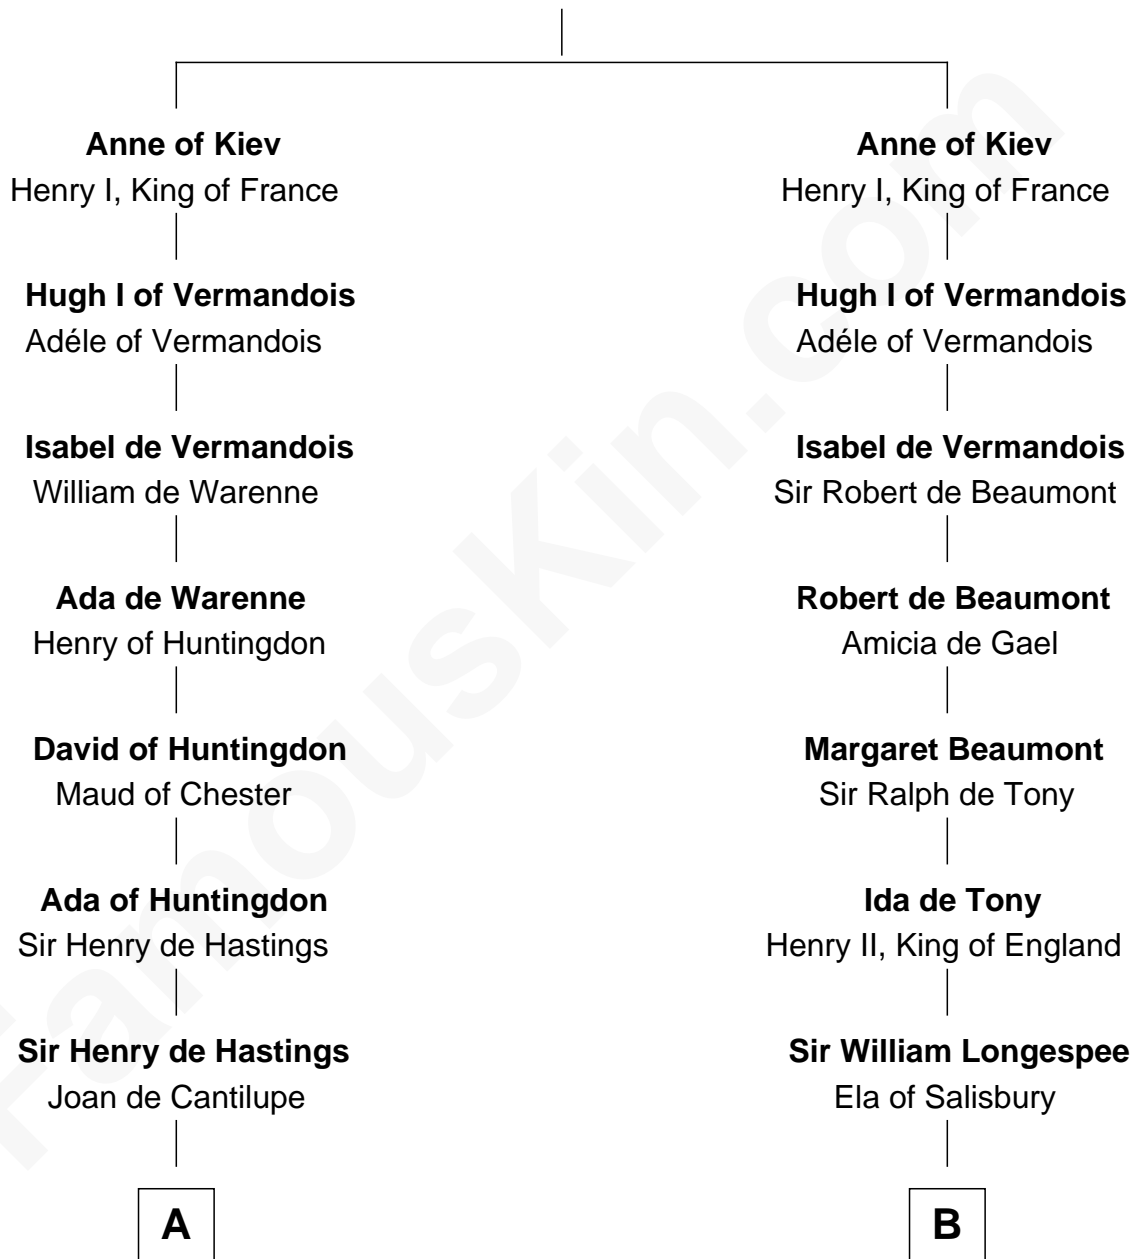 Anne of Kiev
Henry I, King of France
Hugh I of Vermandois
Adéle of Vermandois
Isabel de Vermandois
William de Warenne
Ada de Warenne
Henry of Huntingdon
David of Huntingdon
Maud of Chester
Ada of Huntingdon
Sir Henry de Hastings
Sir Henry de Hastings
Joan de Cantilupe
A
Anne of Kiev
Henry I, King of France
Hugh I of Vermandois
Adéle of Vermandois
Isabel de Vermandois
Sir Robert de Beaumont
Robert de Beaumont
Amicia de Gael
Margaret Beaumont
Sir Ralph de Tony
Ida de Tony
Henry II, King of England
Sir William Longespee
Ela of Salisbury
B
FamousKin.com